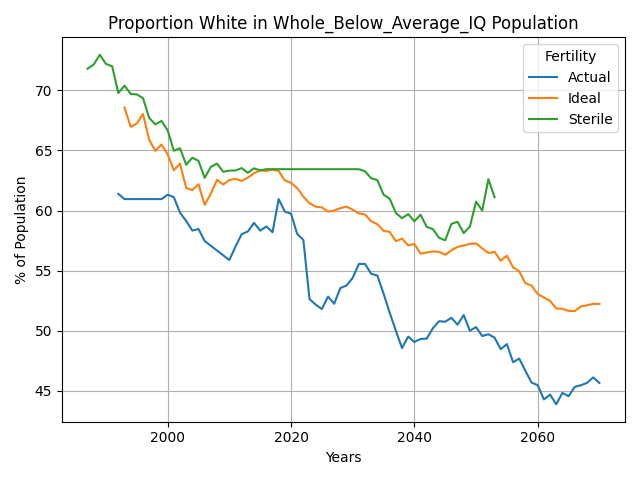 Proportion White in Whole_Below_Average_IQ Population
Fertility
Actual
Ideal
Sterile
% of Population
70
65
60
55
50
45
2000
2020
2040
2060
Years